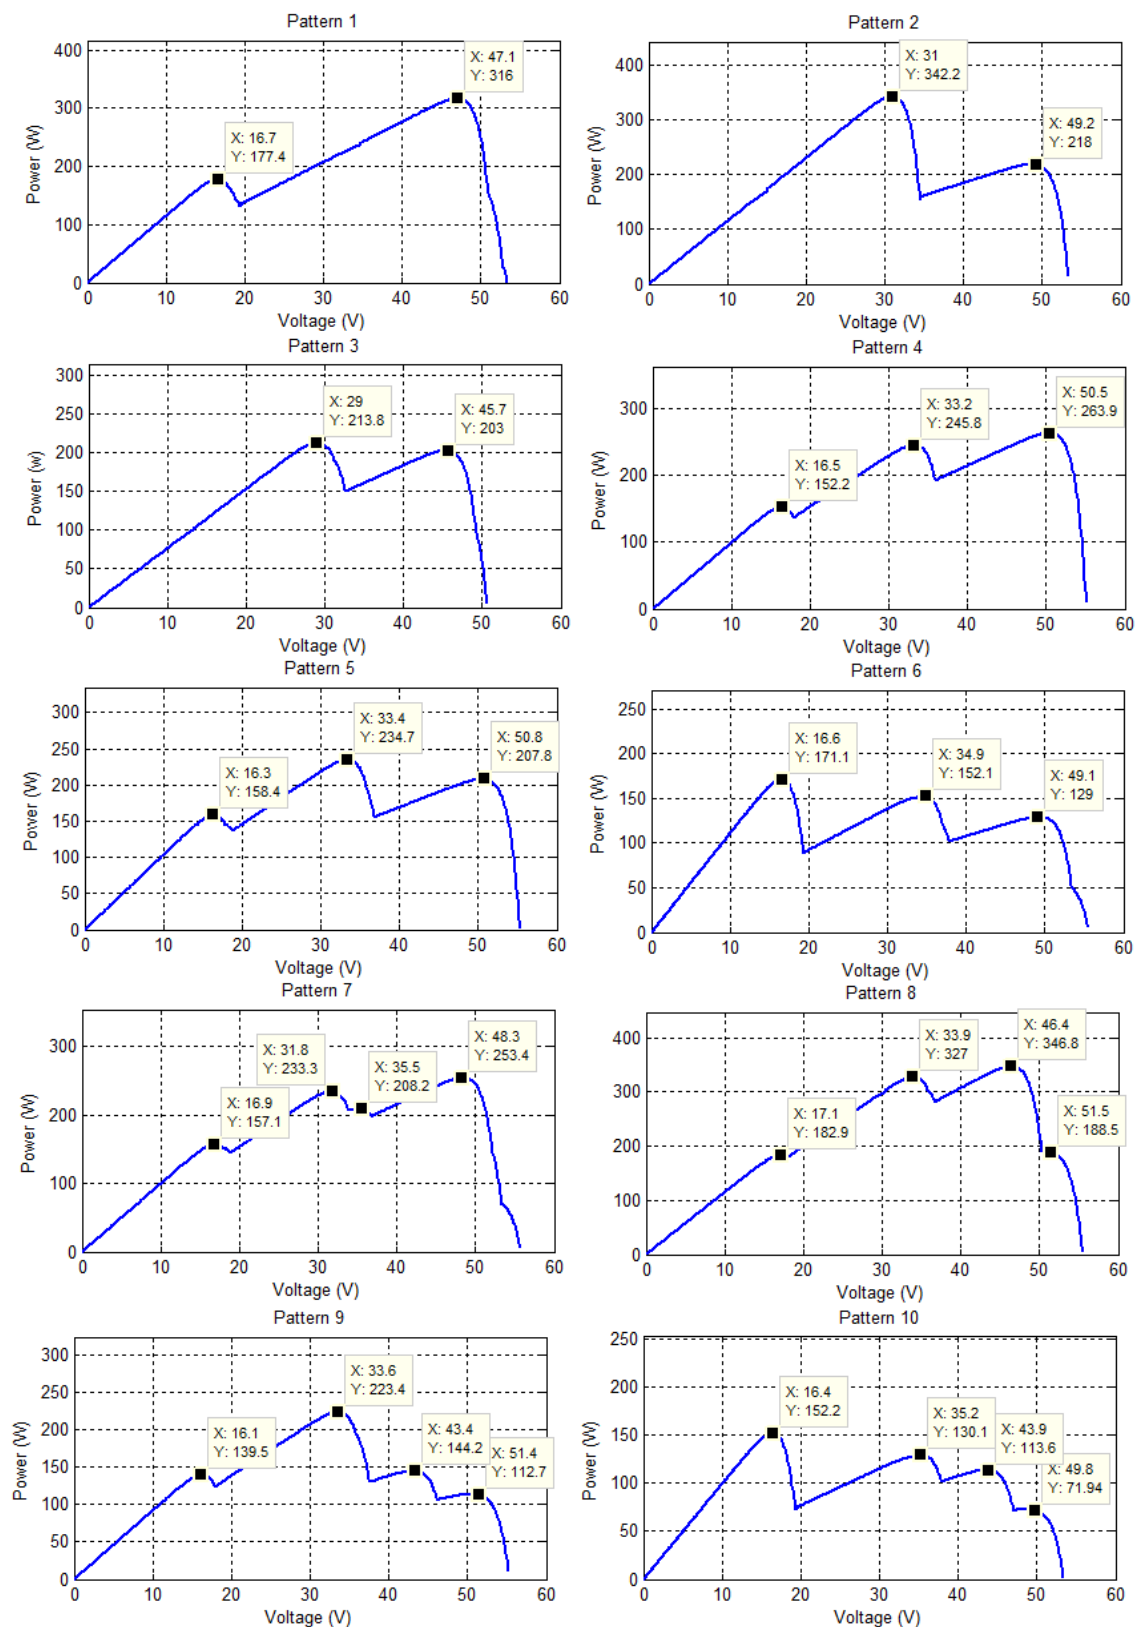 Pattern 1
400
300
200
100
0
Power (W)
X: 16.7
Y: 177.4
X: 47.1
Y: 316
0 10 20 30 40 50 60
Voltage (V)
Pattern 2
400
300
200
100
0
Power (W)
X: 31
Y: 342.2
X: 49.2
Y: 218
0 10 20 30 40 50 60
Voltage (V)
Pattern 3
300
250
200
150
100
50
0
Power (w)
X: 29
Y: 213.8
X: 45.7
Y: 203
0 10 20 30 40 50 60
Voltage (V)
Pattern 4
300
200
100
0
Power (W)
X: 16.5
Y: 152.2
X: 33.2
Y: 245.8
X: 50.5
Y: 263.9
0 10 20 30 40 50 60
Voltage (V)
Pattern 5
300
250
200
150
100
50
0
Power (W)
X: 16.3
Y: 158.4
X: 33.4
Y: 234.7
X: 50.8
Y: 207.8
0 10 20 30 40 50 60
Voltage (V)
Pattern 6
250
200
150
100
50
0
Power (W)
X: 16.6
Y: 171.1
X: 34.9
Y: 152.1
X: 49.1
Y: 129
0 10 20 30 40 50 60
Voltage (V)
Pattern 7
300
200
100
0
Power (W)
X: 16.9
Y: 157.1
X: 31.8
Y: 233.3
X: 35.5
Y: 208.2
X: 48.3
Y: 253.4
0 10 20 30 40 50 60
Voltage (V)
Pattern 8
400
300
200
100
0
Power (W)
X: 17.1
Y: 182.9
X: 33.9
Y: 327
X: 46.4
Y: 346.8
X: 51.5
Y: 188.5
0 10 20 30 40 50 60
Voltage (V)
Pattern 9
300
250
200
150
100
50
0
Power (W)
X: 16.1
Y: 139.5
X: 33.6
Y: 223.4
X: 43.4
Y: 144.2
X: 51.4
Y: 112.7
0 10 20 30 40 50 60
Voltage (V)
Pattern 10
250
200
150
100
50
0
Power (W)
X: 16.4
Y: 152.2
X: 35.2
Y: 130.1
X: 43.9
Y: 113.6
X: 49.8
Y: 71.94
0 10 20 30 40 50 60
Voltage (V)